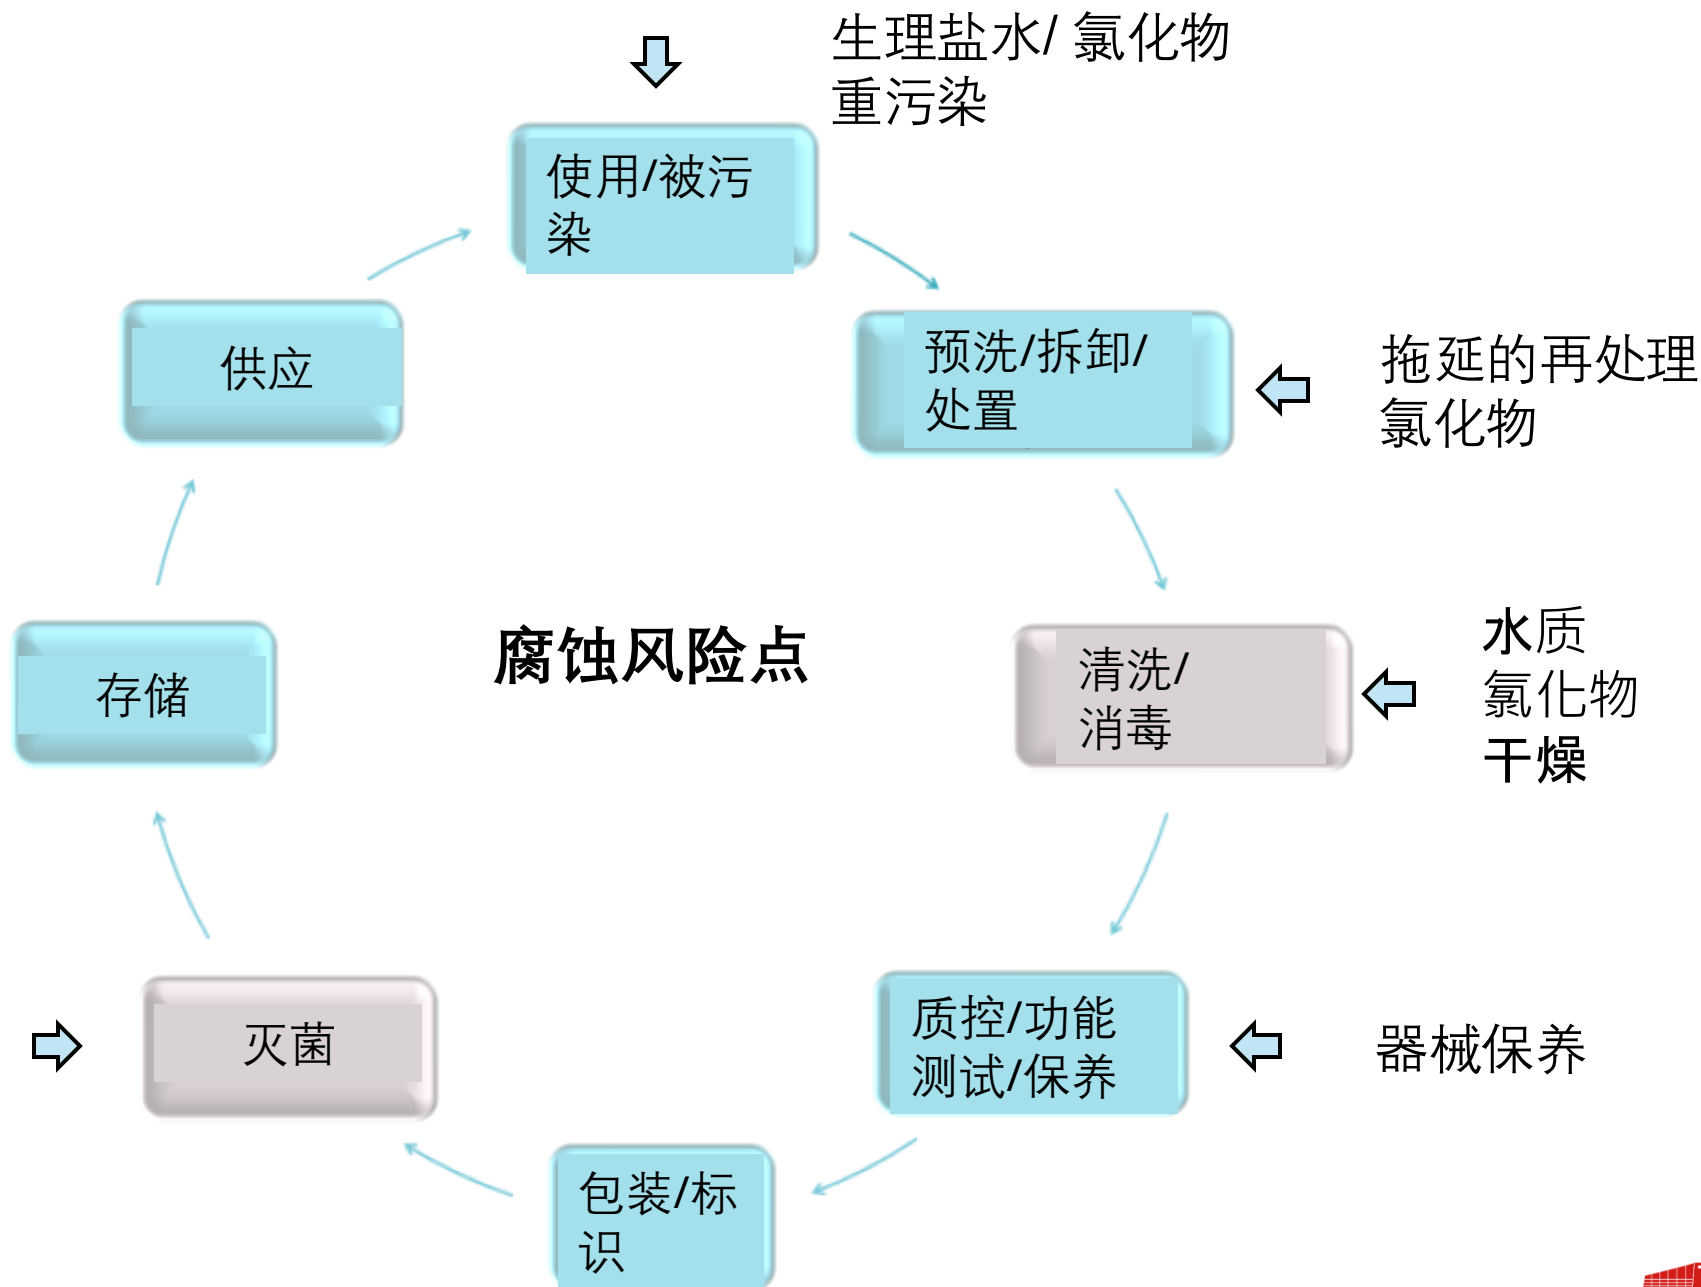 生理盐水/ 氯化物
重污染
使用/被污
染
供应
预洗/拆卸/
处置
拖延的再处理
氯化物
存储
腐蚀风险点
清洗/
消毒
水质
氯化物
干燥
灭菌
质控/功能
测试/保养
器械保养
包装/标
识